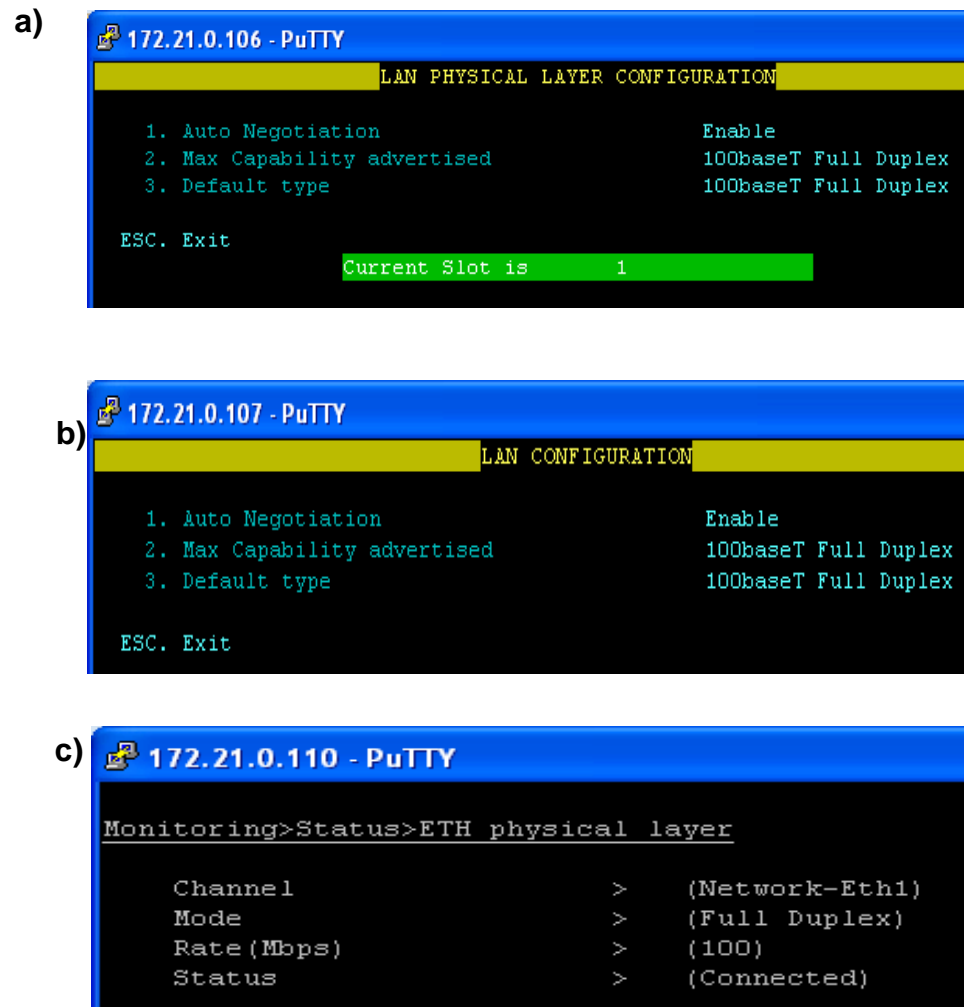 a)
172.21.0.106 - PuTTY
LAN PHYSICAL LAYER CONFIGURATION
1. Auto Negotiation Enable
2. Max Capability advertised 100baseT Full Duplex
3. Default type 100baseT Full Duplex
ESC. Exit
Current Slot is 1
b)
172.21.0.107 - PuTTY
LAN CONFIGURATION
1. Auto Negotiation Enable
2. Max Capability advertised 100baseT Full Duplex
3. Default type 100baseT Full Duplex
ESC. Exit
c)
172.21.0.110 - PuTTY
Monitoring>Status>ETH physical layer
Channel > (Network-Eth1)
Mode > (Full Duplex)
Rate(Mbps) > (100)
Status > (Connected)